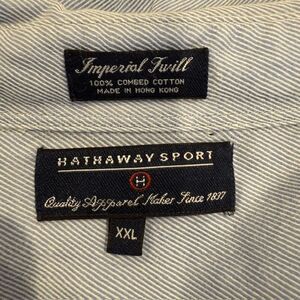 Imperial Twill
100% COMBED COTTON
MADE IN HONG KONG
HATHAWAY SPORT
H
Quality Apparel Maker Since 1837
XXL